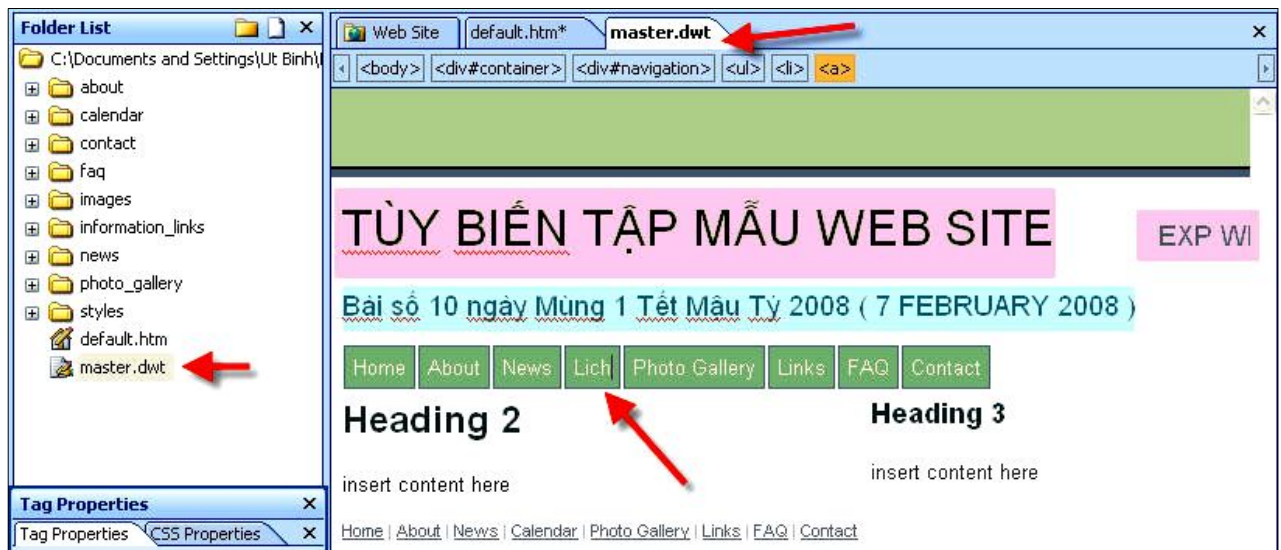 Folder List
C:\Documents and Settings\Ut Binh\
about
calendar
contact
faq
images
information_links
news
photo_gallery
styles
default.htm
master.dwt
Tag Properties
Tag Properties CSS Properties
Web Site default.htm* master.dwt
<body> <div#container> <div#navigation> <ul> <li> <a>
TÙY BIẾN TẬP MẪU WEB SITE EXP
Bài số 10 ngày Mùng 1 Tết Mậu Tý 2008 ( 7 FEBRUARY 2008 )
Home About News Lich Photo Gallery Links FAQ Contact
Heading 2 Heading 3
insert content here insert content here
Home | About | News | Calendar | Photo Gallery | Links | FAQ | Contact